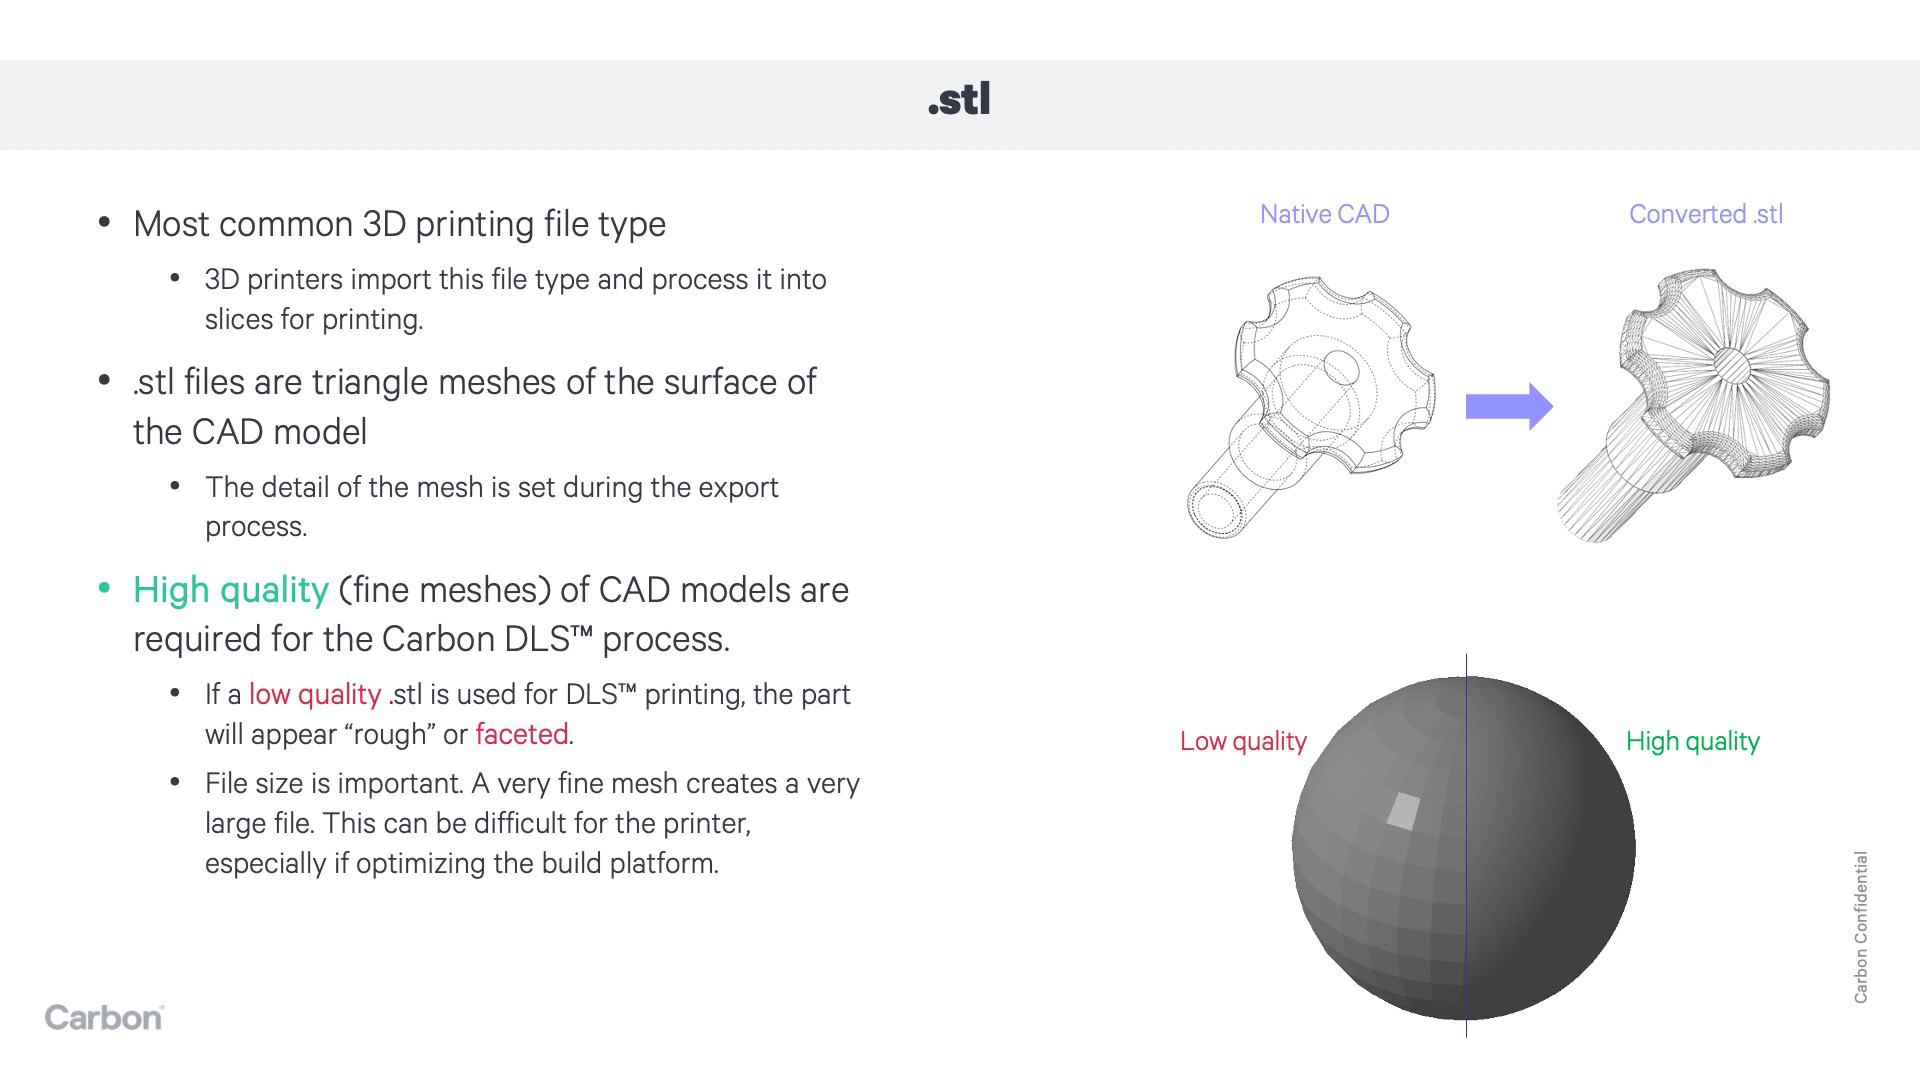 .stl
• Most common 3D printing file type
• 3D printers import this file type and process it into
slices for printing.
• .stl files are triangle meshes of the surface of
the CAD model
• The detail of the mesh is set during the export
process.
• High quality (fine meshes) of CAD models are
required for the Carbon DLS™ process.
• If a low quality .stl is used for DLS™ printing, the part
will appear “rough” or faceted.
• File size is important. A very fine mesh creates a very
large file. This can be difficult for the printer,
especially if optimizing the build platform.
Native CAD
Converted .stl
Low quality
High quality
Carbon Confidential
Carbon®